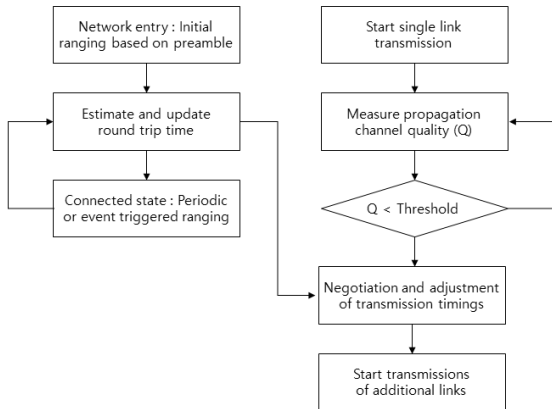 Network entry : Initial
ranging based on preamble
Estimate and update
round trip time
Connected state : Periodic
or event triggered ranging
Start single link
transmission
Measure propagation
channel quality (Q)
Q < Threshold
Negotiation and adjustment
of transmission timings
Start transmissions
of additional links